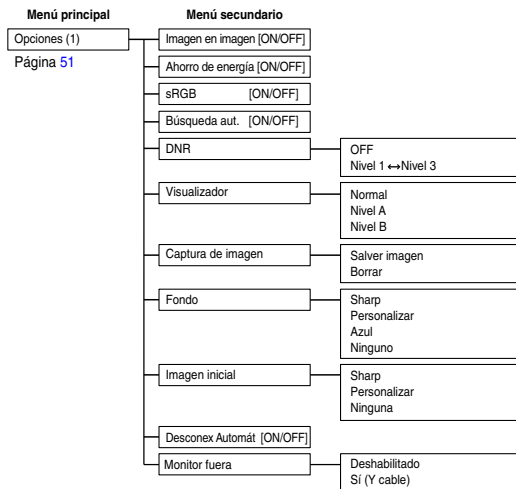 Menú principal
Menú secundario
Opciones (1)
Página 51
Imagen en imagen [ON/OFF]
Ahorro de energía [ON/OFF]
sRGB [ON/OFF]
Búsqueda aut. [ON/OFF]
DNR
OFF
Nivel 1 ↔Nivel 3
Visualizador
Normal
Nivel A
Nivel B
Captura de imagen
Salver imagen
Borrar
Fondo
Sharp
Personalizar
Azul
Ninguno
Imagen inicial
Sharp
Personalizar
Ninguna
Desconex Automát [ON/OFF]
Monitor fuera
Deshabilitado
Sí (Y cable)